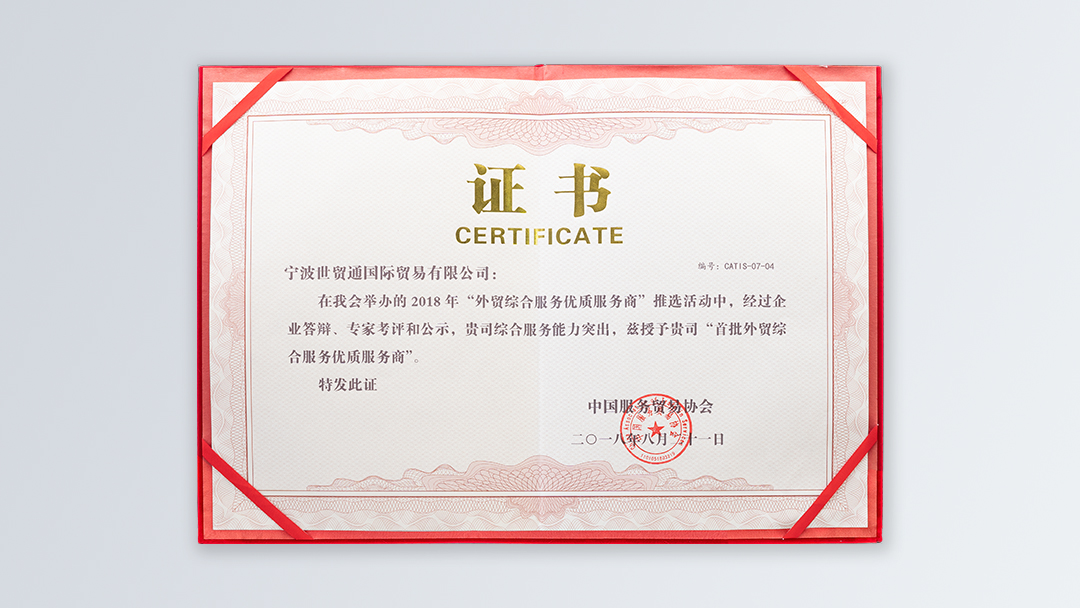 证书
CERTIFICATE
编号：CATIS-07-04
宁波世贸通国际贸易有限公司：
在我会举办的 2018 年“外贸综合服务优质服务商”推选活动中，经过企
业答辩、专家考评和公示，贵司综合服务能力突出，兹授予贵司“首批外贸综
合服务优质服务商”。
特发此证
中国服务贸易协会
二〇一八年八月二十一日